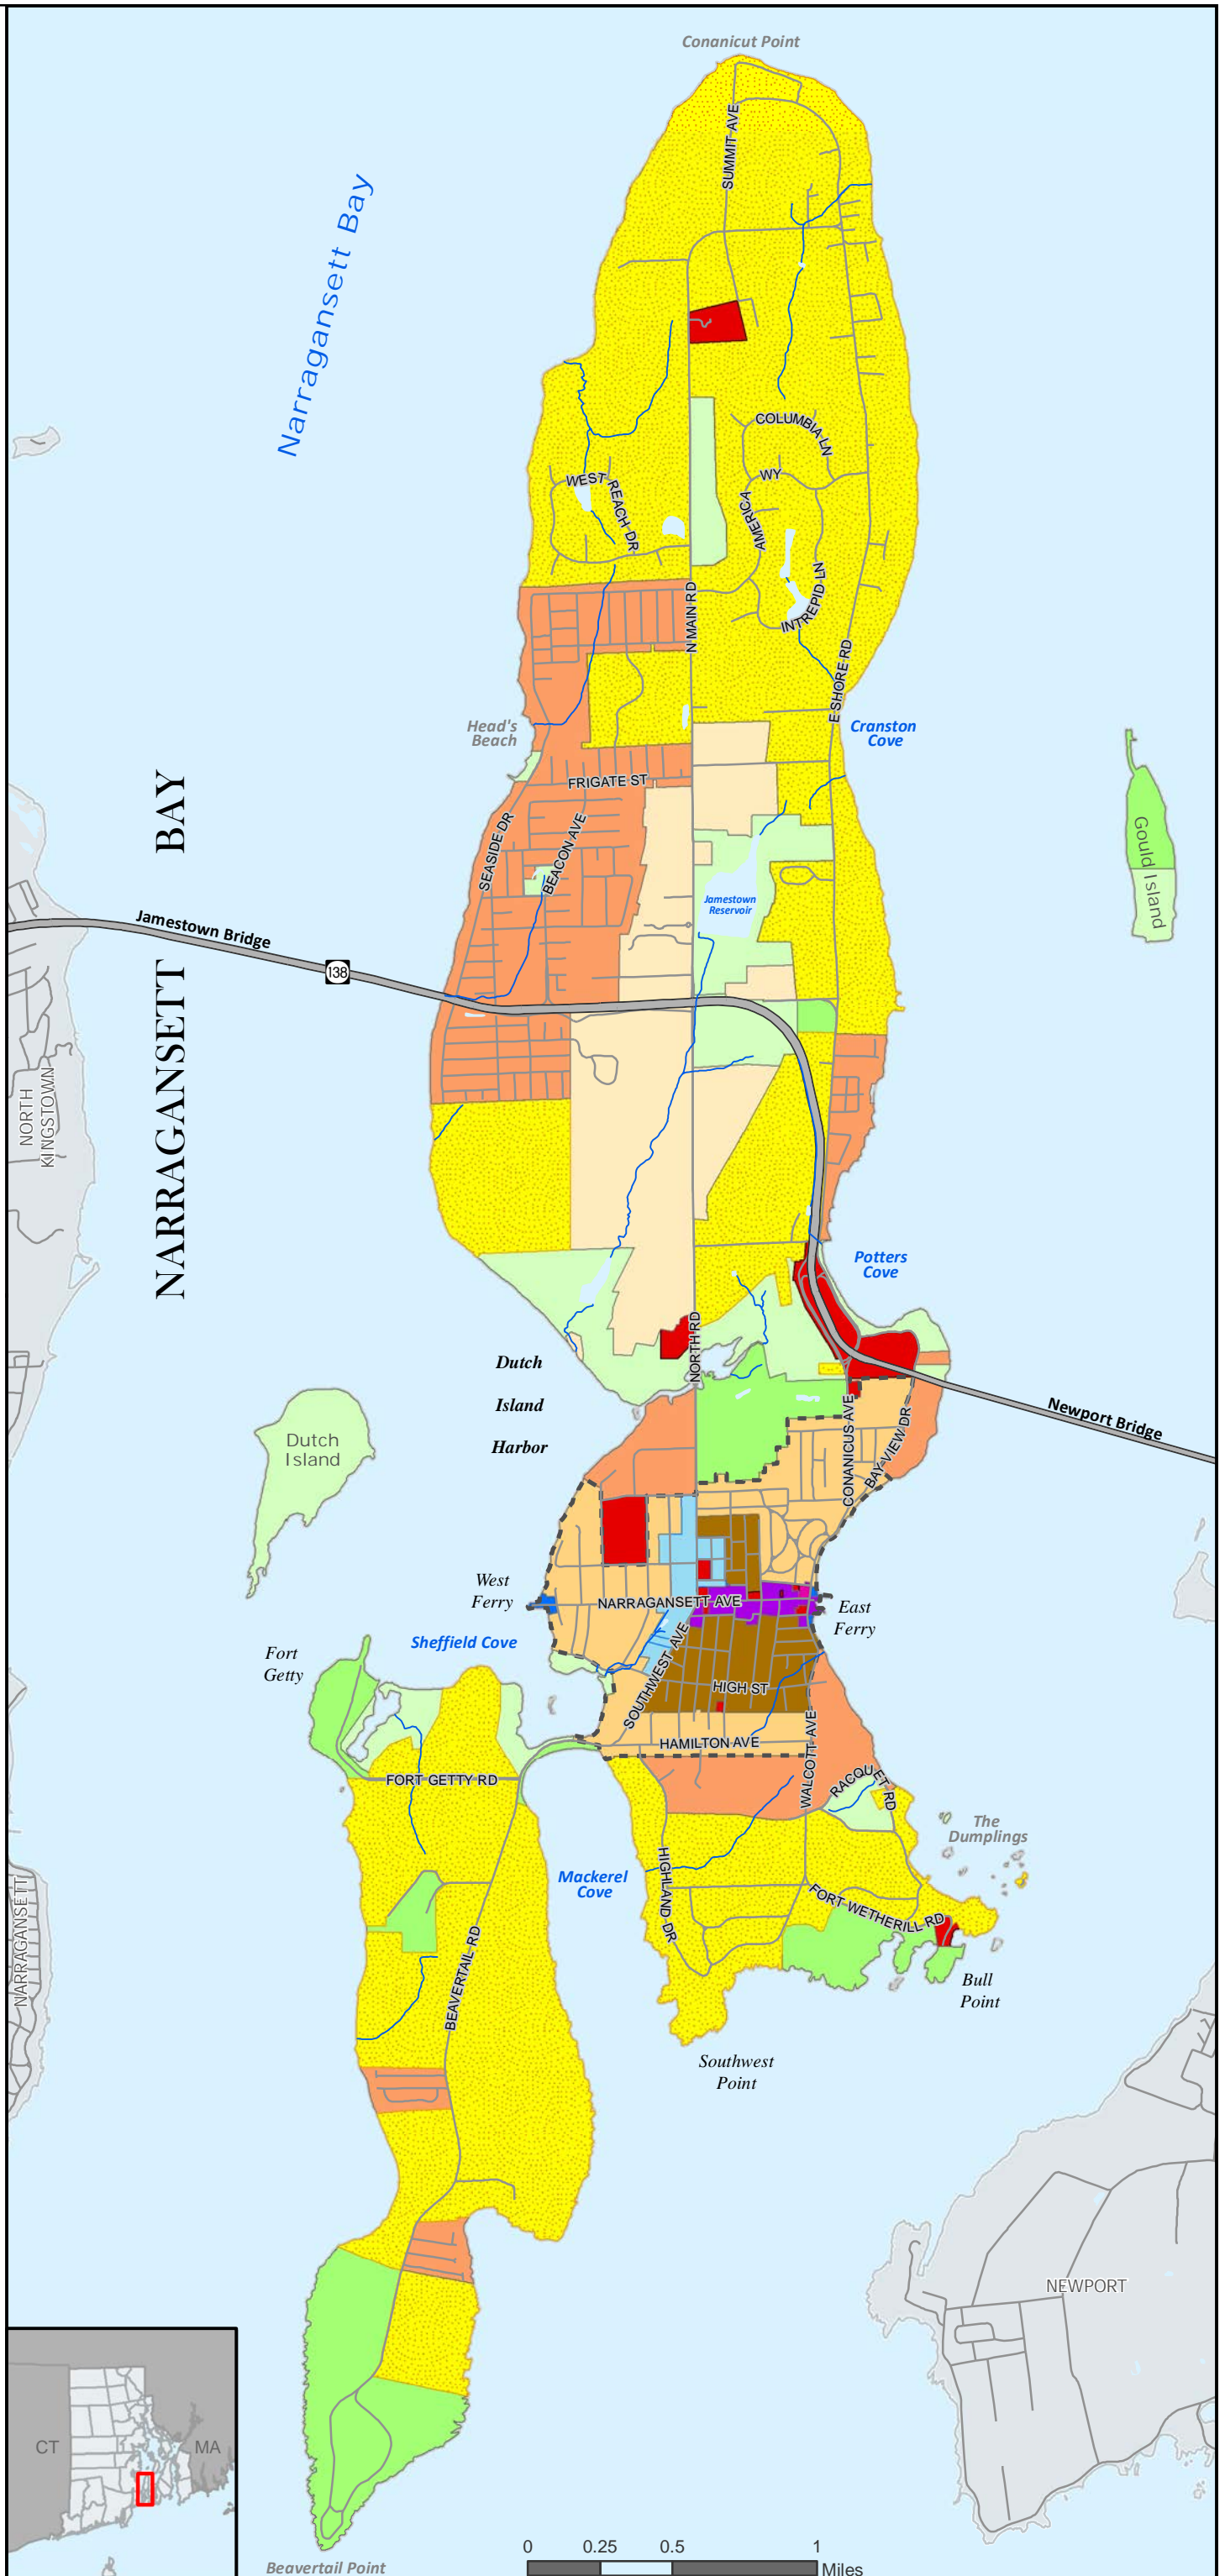 Conanicut Point
SUMMIT AVE
Narragansett Bay
COLUMBIA LN
WEST
REACH DR
WY
AMERICA
INTREPID LN
N MAIN RD
E SHORE RD
Head's
Beach
Cranston
Cove
FRIGATE ST
SEASIDE DR
BEACON AVE
Gould Island
Jamestown
Reservoir
NARRAGANSETT BAY
Jamestown Bridge
138
NORTH
KINGSTOWN
Potters
Cove
NORTH RD
Dutch
Island
Harbor
Newport Bridge
CONANICUS AVE
BAY VIEW DR
Dutch
Island
West
Ferry
NARRAGANSETT AVE
East
Ferry
Sheffield Cove
Fort
Getty
SOUTHWEST AVE
HIGH ST
HAMILTON AVE
WALCOTT AVE
FORT GETTY RD
RACQUET RD
The
Dumplings
Mackerel
Cove
HIGHLAND DR
FORT WETHERILL RD
NARRAGANSETT
BEAVERTAIL RD
Bull
Point
Southwest
Point
NEWPORT
CT
MA
0 0.25 0.5 1
Miles
Beavertail Point